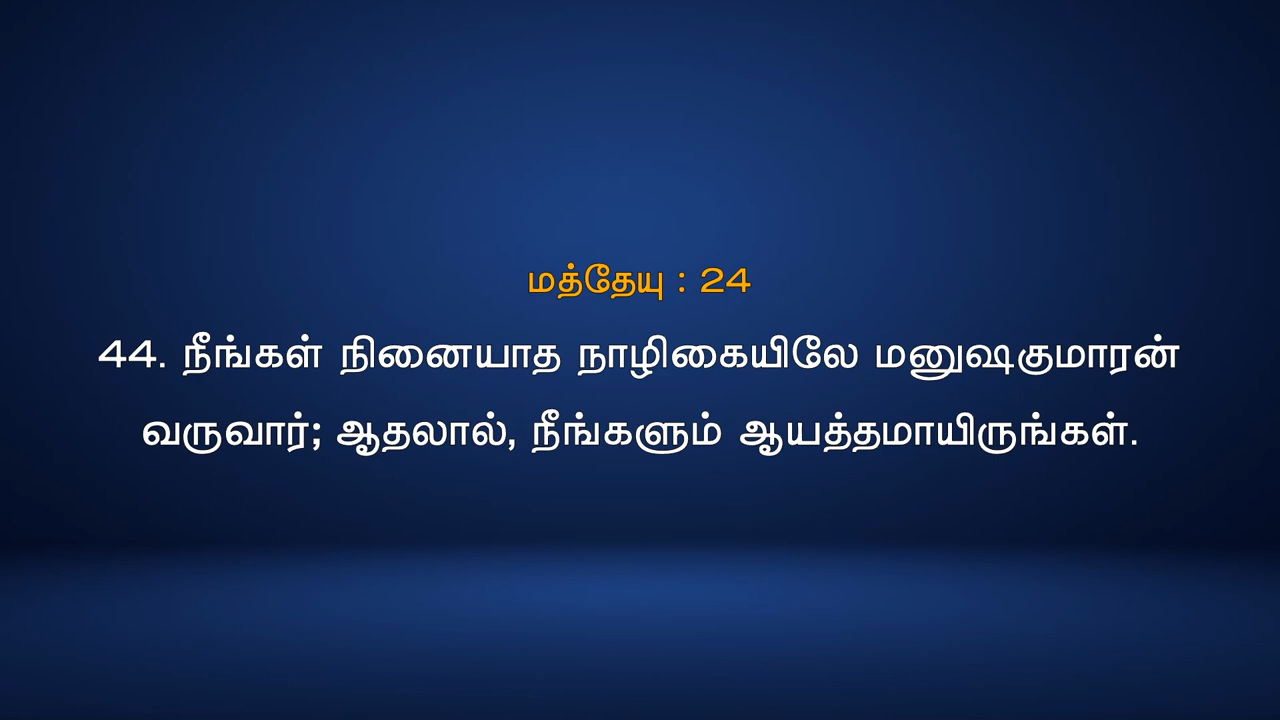 மத்தேயு : 24
44. நீங்கள் நினையாத நாழிகையிலே மனுஷகுமாரன்
வருவார்; ஆதலால், நீங்களும் ஆயத்தமாயிருங்கள்.